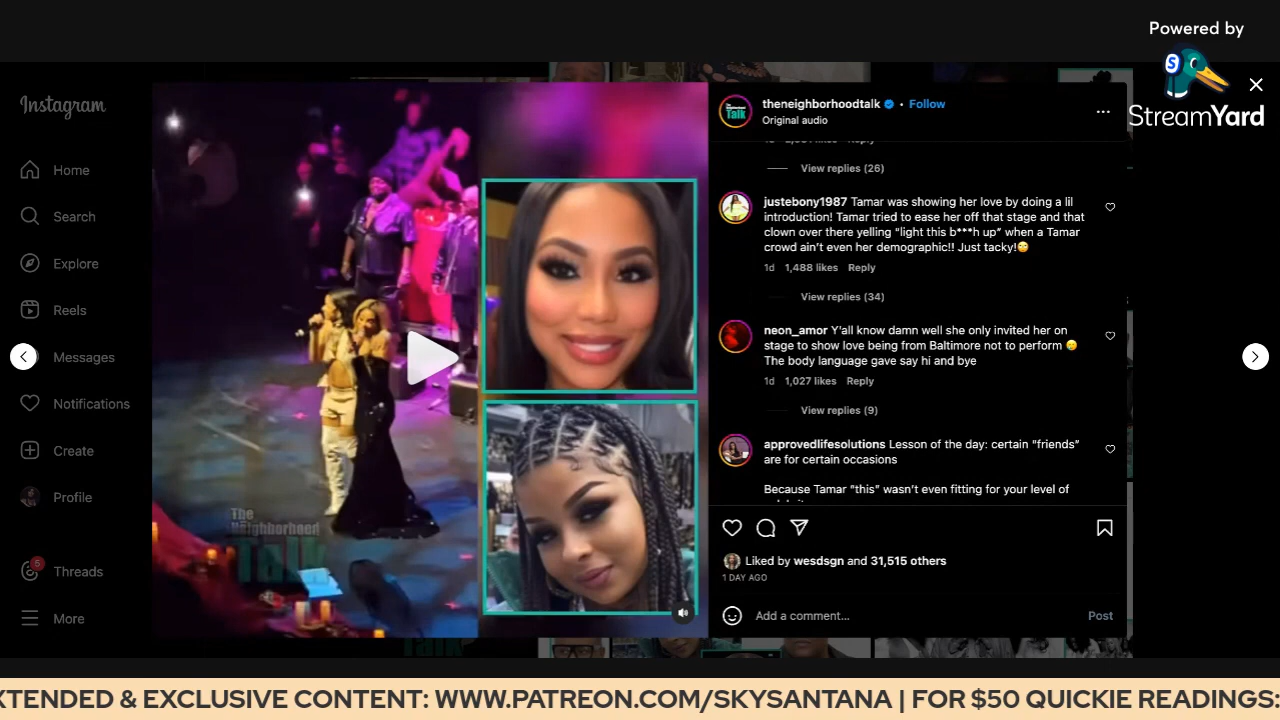 Powered by
S
StreamYard
Instagram
theneighborhoodtalk • Follow
Original audio
Home
Search
Explore
Reels
Messages
Notifications
Create
Profile
5
Threads
More
The
Neighborhood
Talk
View replies (26)
justebony1987 Tamar was showing her love by doing a lil
introduction! Tamar tried to ease her off that stage and that
clown over there yelling “light this b***h up” when a Tamar
crowd ain’t even her demographic!! Just tacky!
1d 1,488 likes Reply
View replies (34)
neon_amor Y’all know damn well she only invited her on
stage to show love being from Baltimore not to perform
The body language gave say hi and bye
1d 1,027 likes Reply
View replies (9)
approvedlifesolutions Lesson of the day: certain “friends”
are for certain occasions
Because Tamar “this” wasn’t even fitting for your level of
Liked by wesdsgn and 31,515 others
1 DAY AGO
Add a comment...
Post
XTENDED & EXCLUSIVE CONTENT: WWW.PATREON.COM/SKYSANTANA | FOR $50 QUICKIE READINGS: